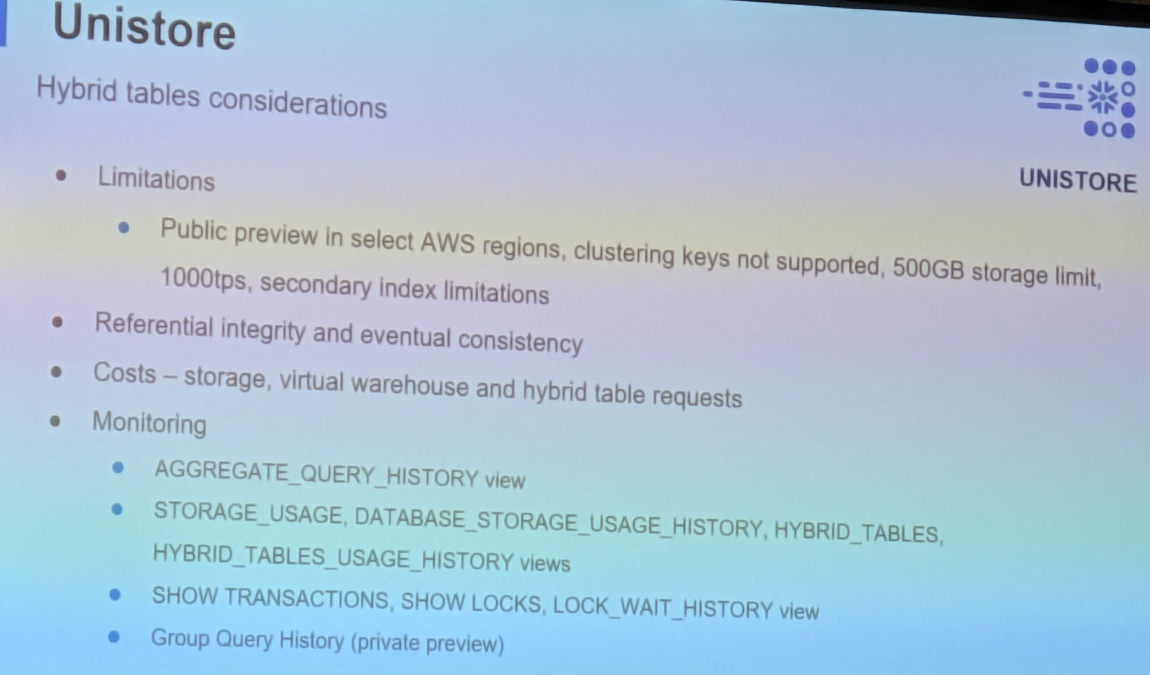 Unistore
Hybrid tables considerations
UNISTORE
• Limitations
• Public preview in select AWS regions, clustering keys not supported, 500GB storage limit,
1000tps, secondary index limitations
• Referential integrity and eventual consistency
• Costs – storage, virtual warehouse and hybrid table requests
• Monitoring
• AGGREGATE_QUERY_HISTORY view
• STORAGE_USAGE, DATABASE_STORAGE_USAGE_HISTORY, HYBRID_TABLES,
HYBRID_TABLES_USAGE_HISTORY views
• SHOW TRANSACTIONS, SHOW LOCKS, LOCK_WAIT_HISTORY view
• Group Query History (private preview)